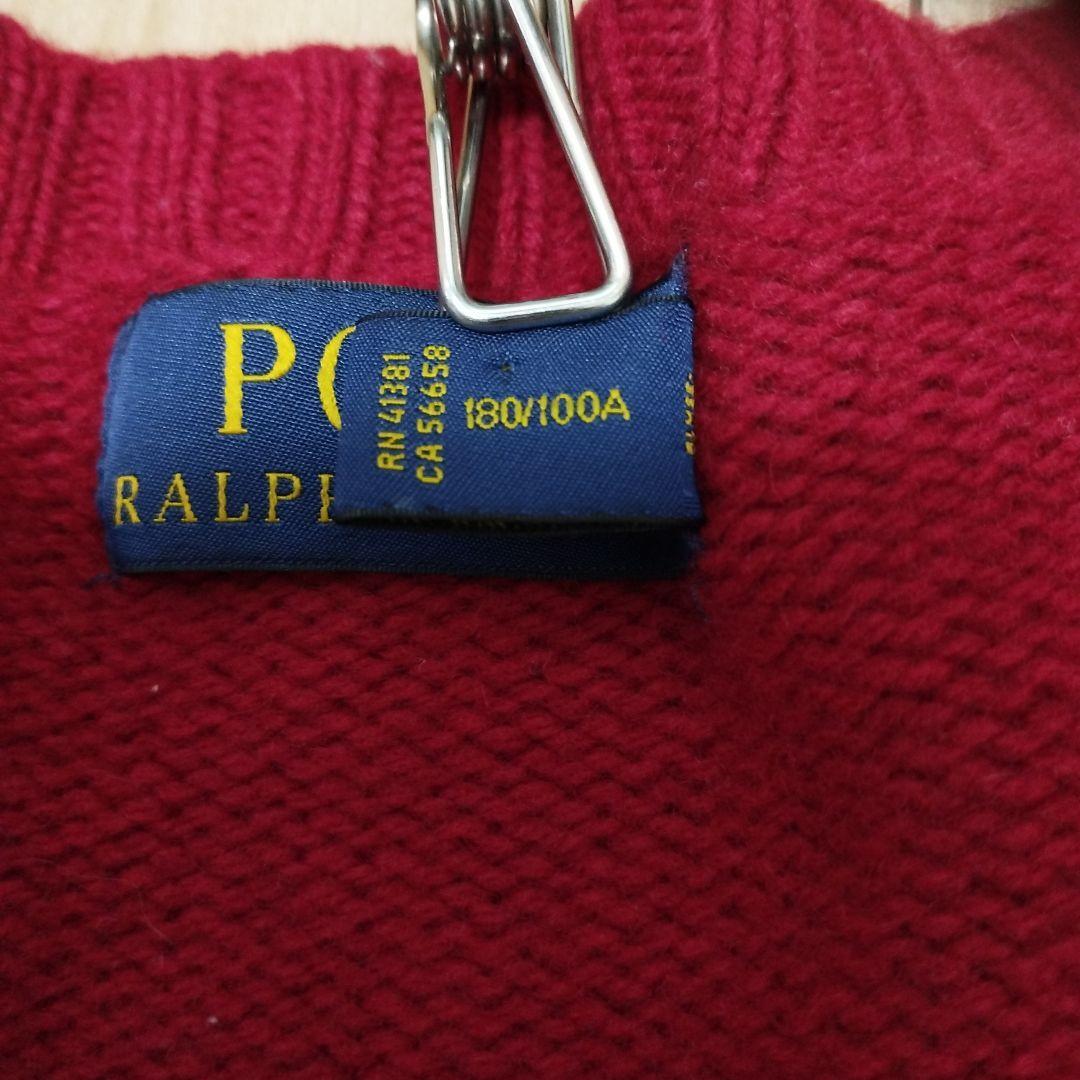 PO
RALPH
RN 41381
CA 56658
180/100A